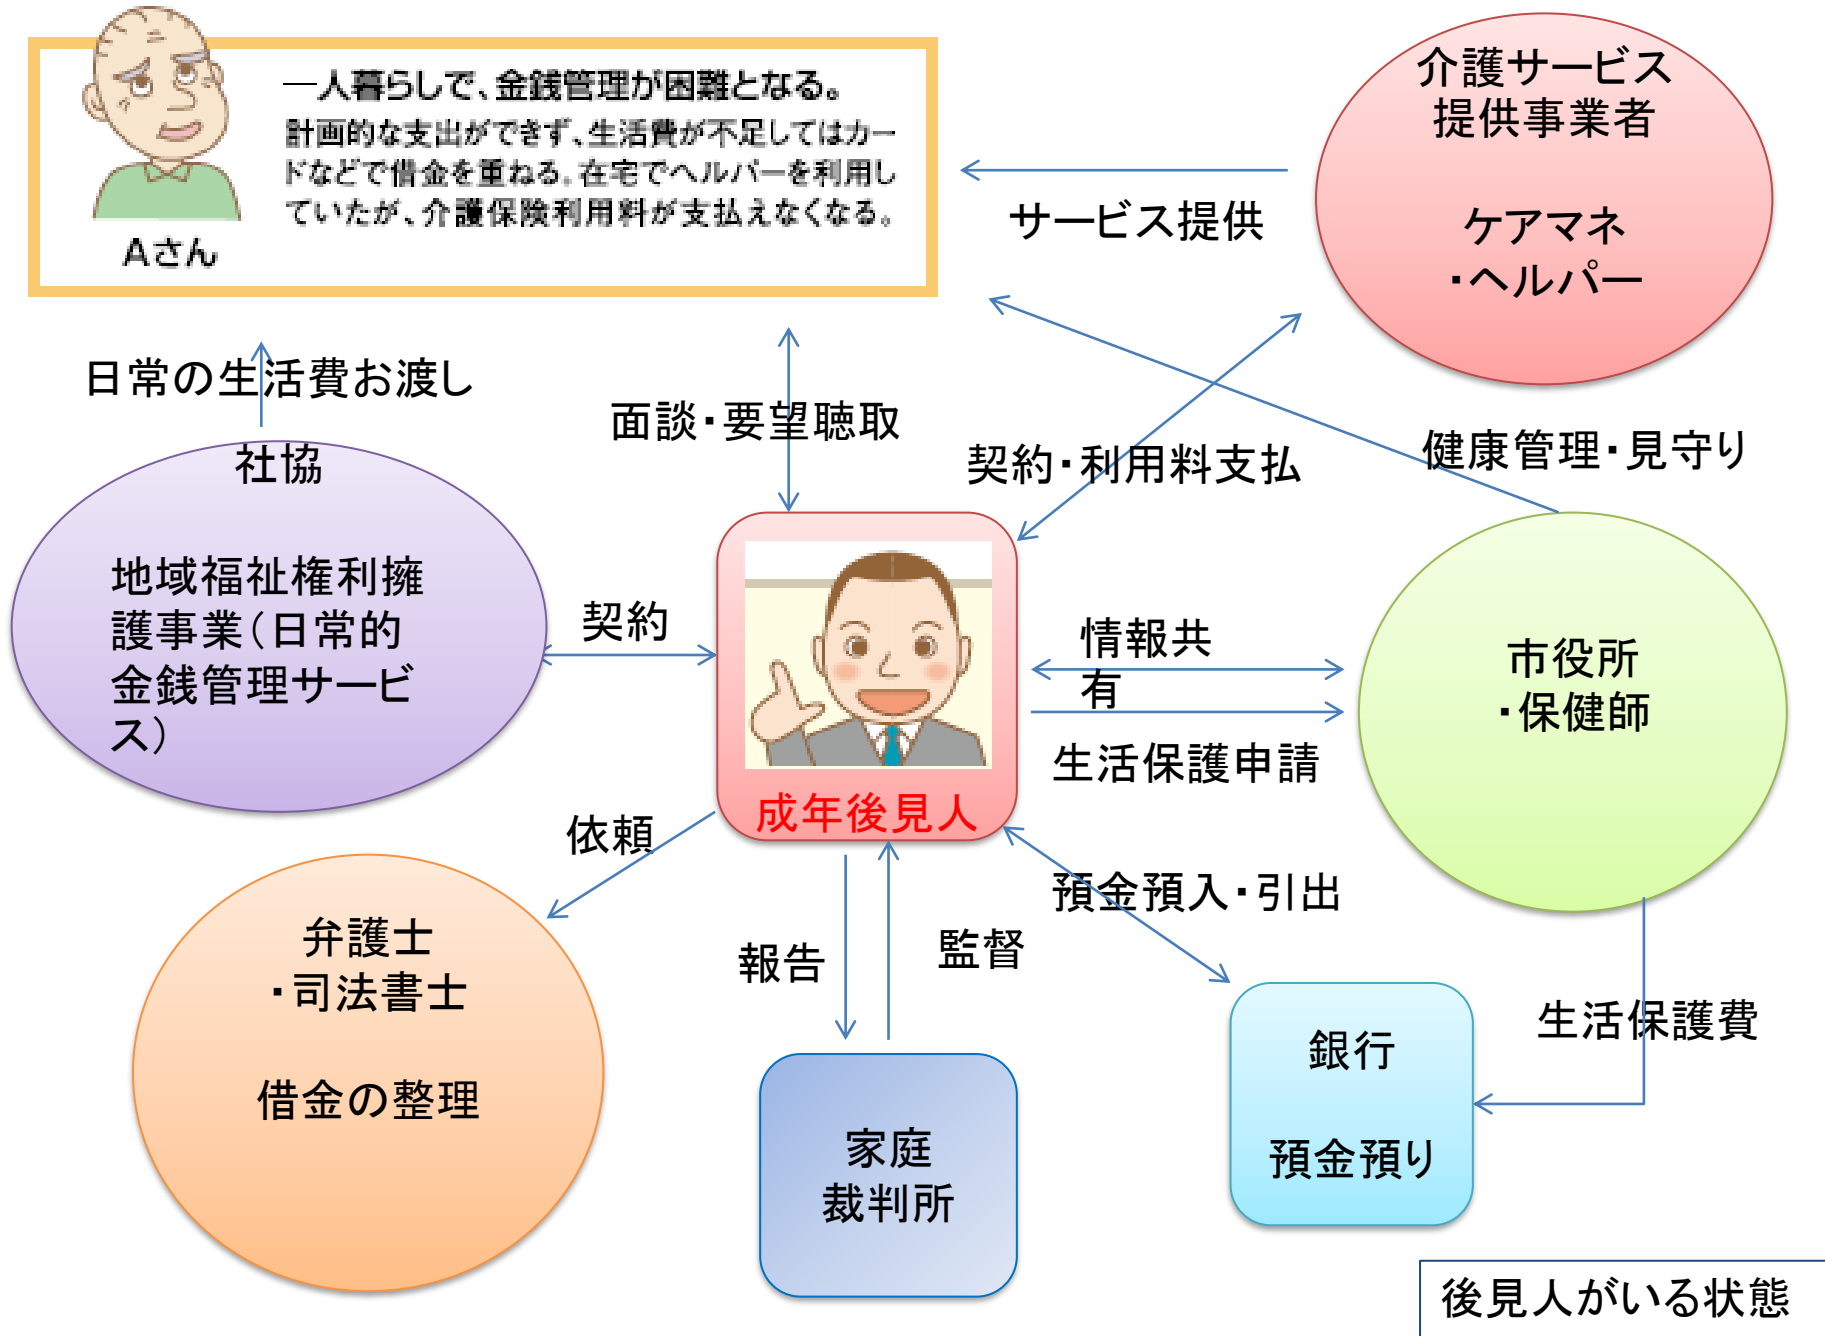 一人暮らしで、金銭管理が困難となる。
計画的な支出ができず、生活費が不足してはカー
ドなどで借金を重ねる。在宅でヘルパーを利用し
ていたが、介護保険利用料が支払えなくなる。
Aさん
介護サービス
提供事業者
ケアマネ
・ヘルパー
サービス提供
日常の生活費お渡し
面談・要望聴取
契約・利用料支払
健康管理・見守り
社協
地域福祉権利擁
護事業(日常的
金銭管理サービ
ス)
契約
成年後見人
情報共
有
生活保護申請
市役所
・保健師
依頼
弁護士
・司法書士
借金の整理
報告
監督
預金預入・引出
家庭
裁判所
銀行
預金預り
生活保護費
後見人がいる状態